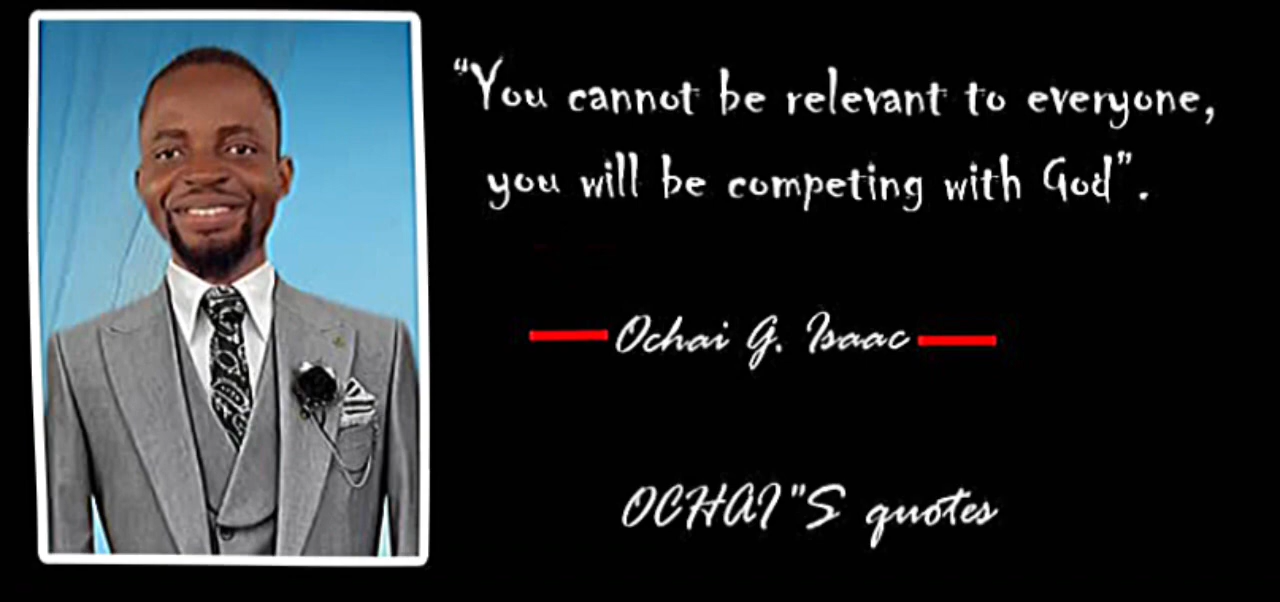 “You cannot be relevant to everyone,
you will be competing with God”.
Ochai G. Isaac
OCHAI"S quotes